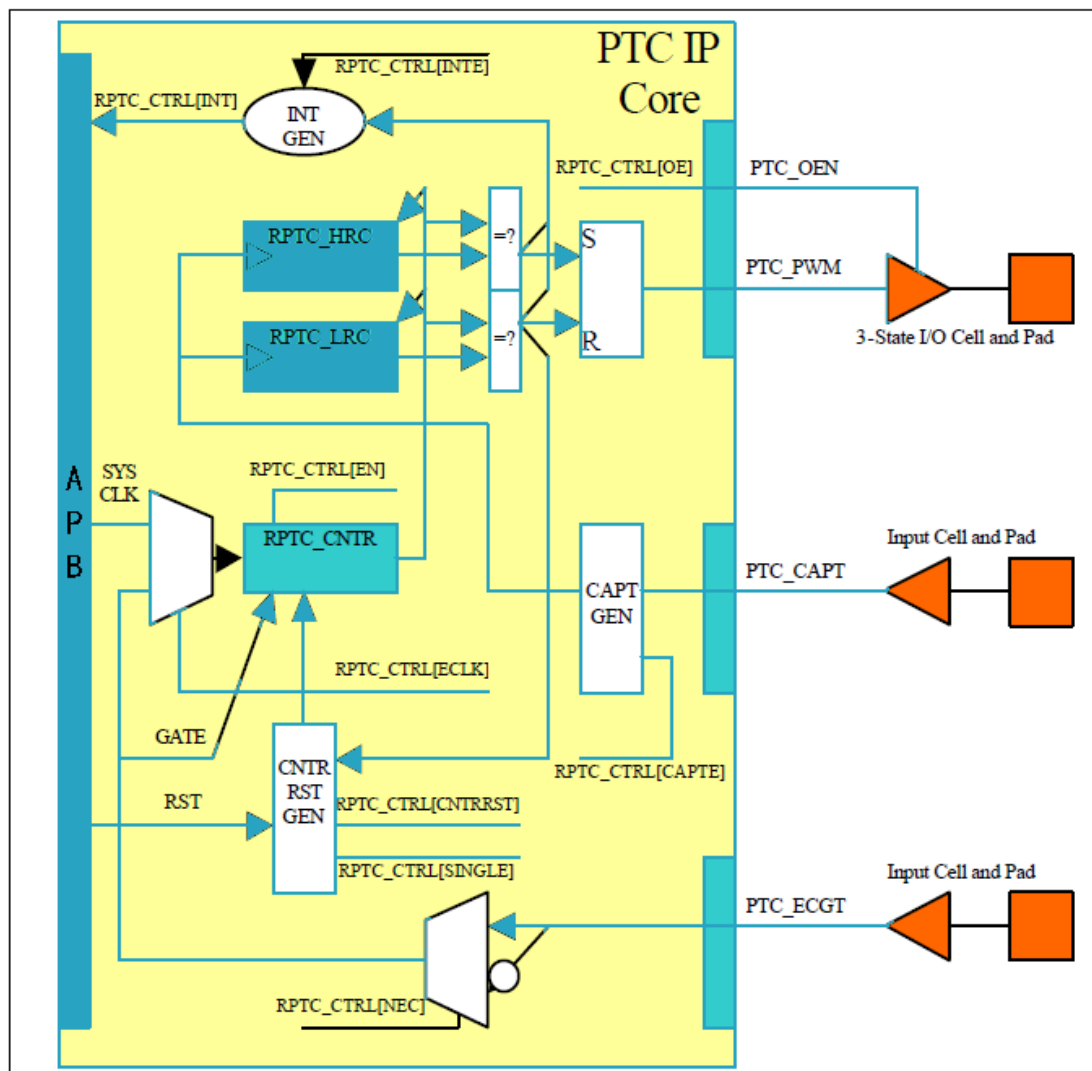 PTC IP
Core
RPTC_CTRL[INTE]
RPTC_CTRL[INT]
INT
GEN
RPTC_CTRL[OE]
PTC_OEN
RPTC_HRC
=?
S
PTC_PWM
RPTC_LRC
=?
R
3-State I/O Cell and Pad
A
P
B
SYS
CLK
RPTC_CTRL[EN]
RPTC_CNTR
Input Cell and Pad
PTC_CAPT
CAPT
GEN
RPTC_CTRL[ECLK]
GATE
CNTR
RST
GEN
RPTC_CTRL[CAPTE]
RST
RPTC_CTRL[CNTRRST]
RPTC_CTRL[SINGLE]
Input Cell and Pad
PTC_ECGT
RPTC_CTRL[NEC]